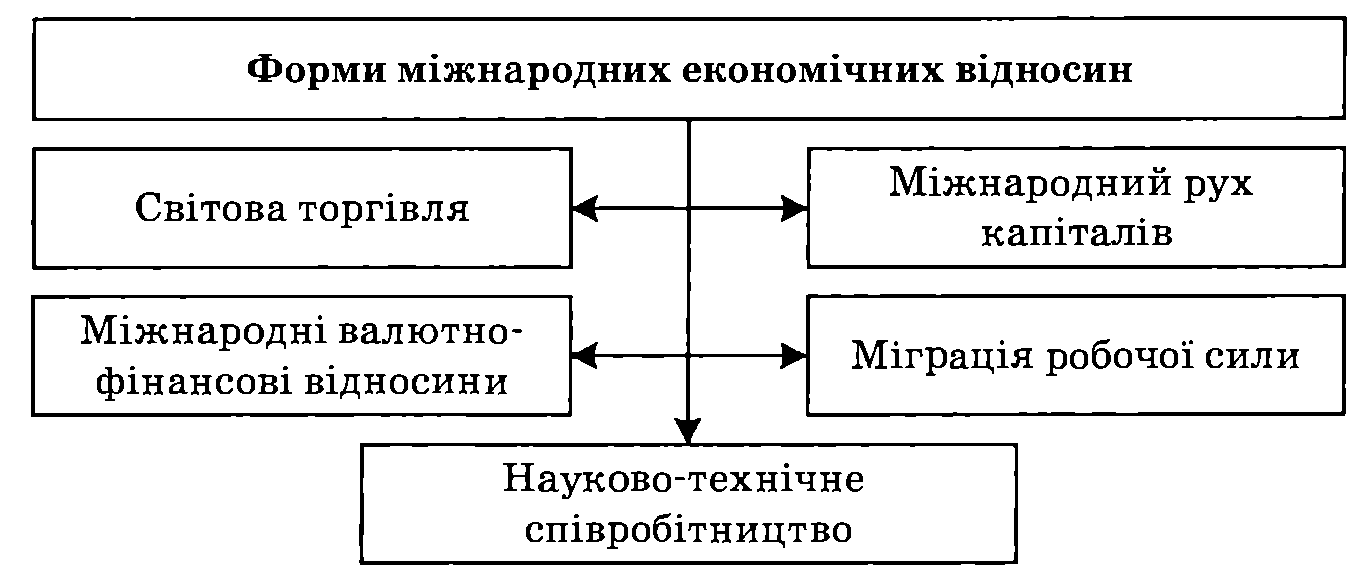 Форми міжнародних економічних відносин
Світова торгівля
Міжнародний рух
капіталів
Міжнародні валютно-
фінансові відносини
Міграція робочої сили
Науково-технічне
співробітництво